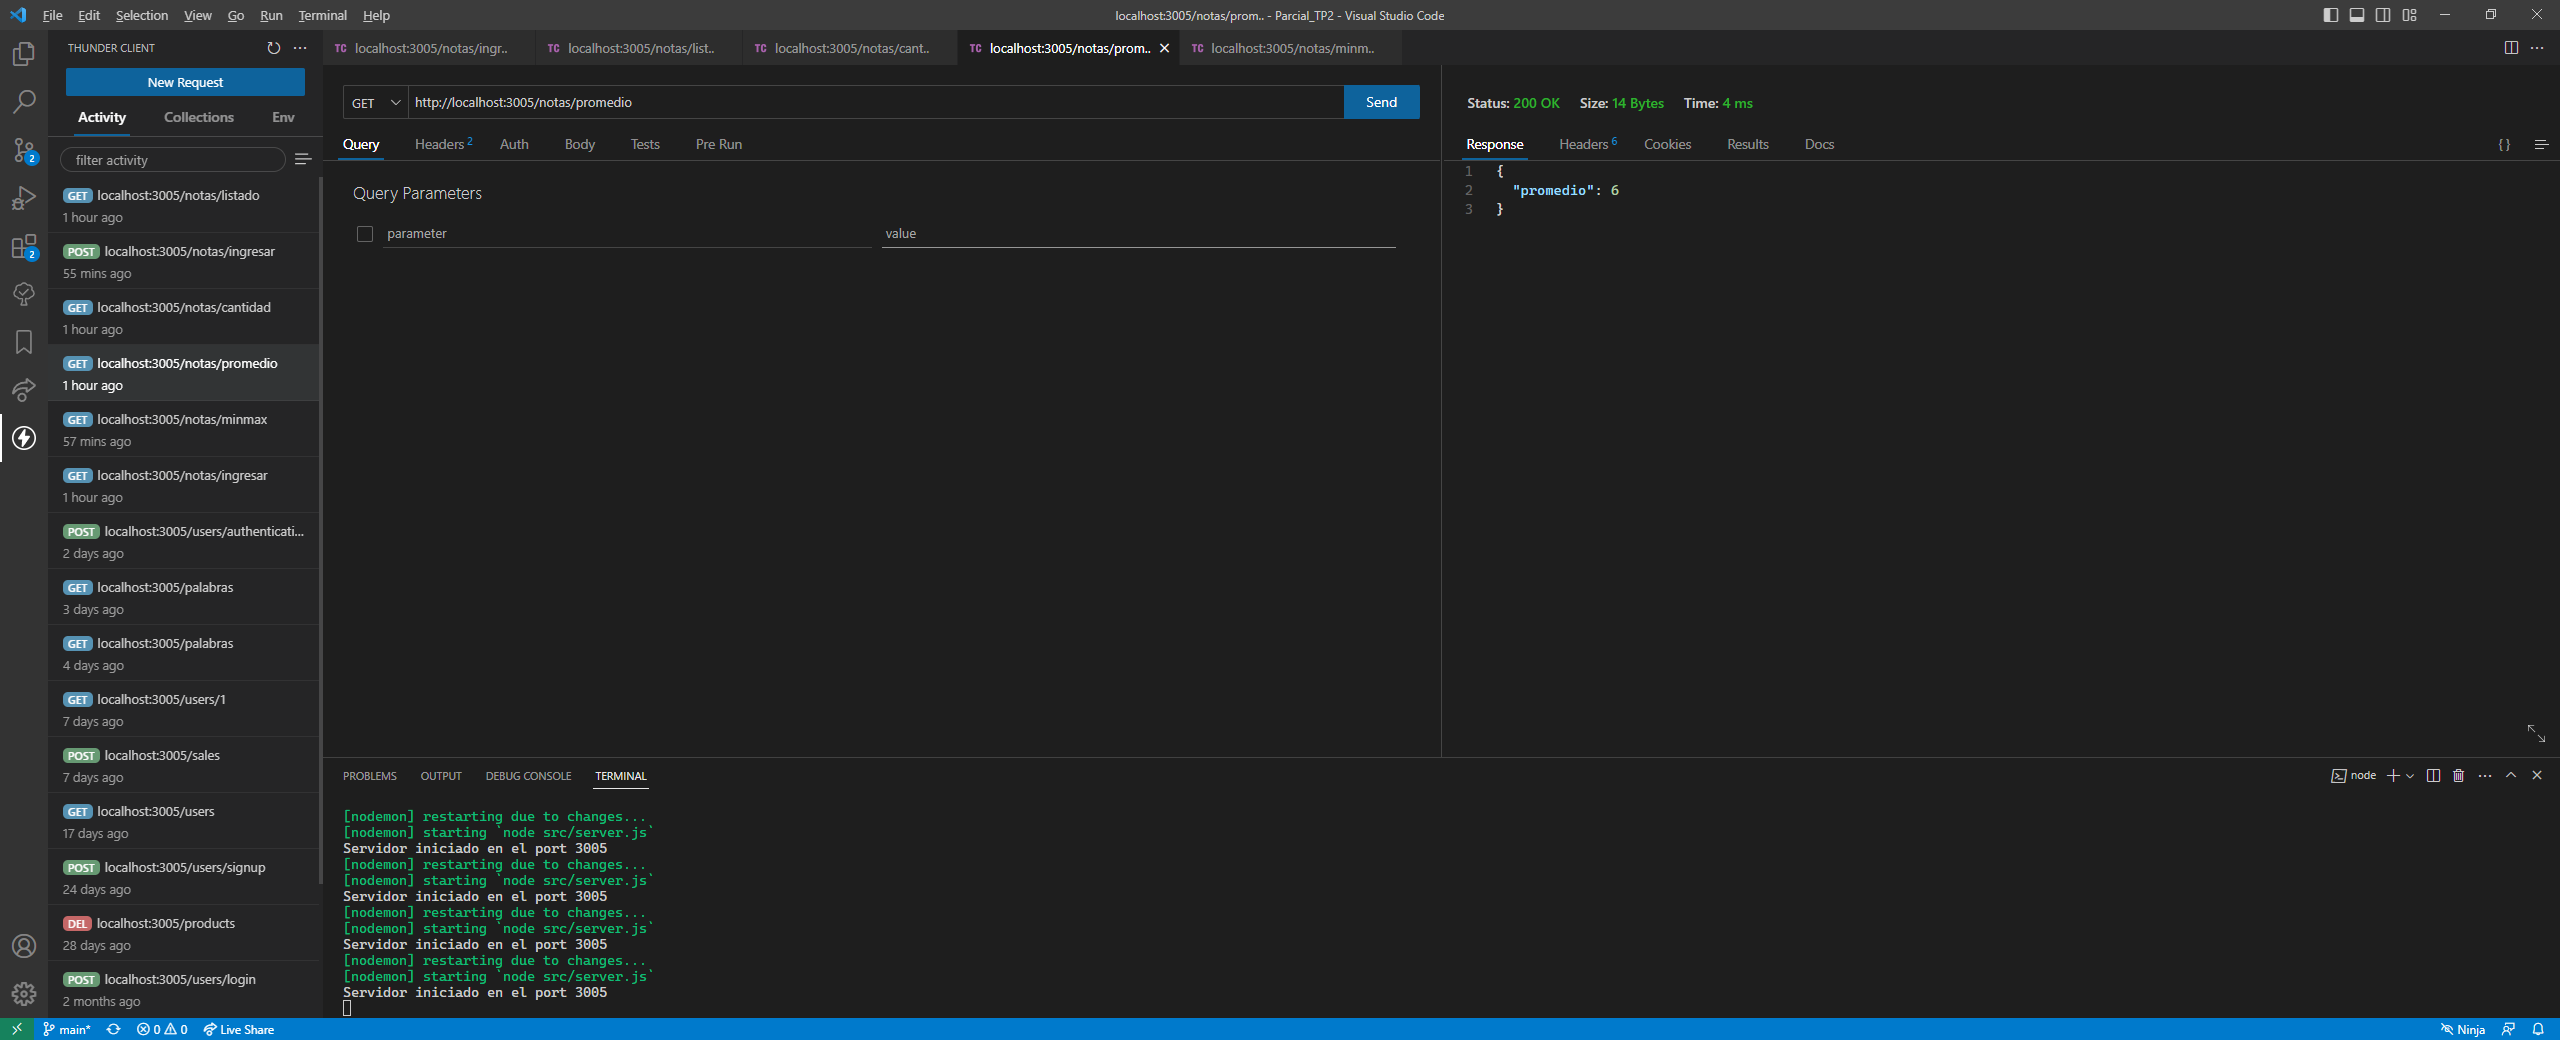 File Edit Selection View Go Run Terminal Help
localhost:3005/notas/prom.. - Parcial_TP2 - Visual Studio Code
THUNDER CLIENT
New Request
Activity Collections Env
filter activity
GET localhost:3005/notas/listado
1 hour ago
POST localhost:3005/notas/ingresar
55 mins ago
GET localhost:3005/notas/cantidad
1 hour ago
GET localhost:3005/notas/promedio
1 hour ago
GET localhost:3005/notas/minmax
57 mins ago
GET localhost:3005/notas/ingresar
1 hour ago
POST localhost:3005/users/authenticati...
2 days ago
GET localhost:3005/palabras
3 days ago
GET localhost:3005/palabras
4 days ago
GET localhost:3005/users/1
7 days ago
POST localhost:3005/sales
7 days ago
GET localhost:3005/users
17 days ago
POST localhost:3005/users/signup
24 days ago
DEL localhost:3005/products
28 days ago
POST localhost:3005/users/login
2 months ago
2
2
TC localhost:3005/notas/ingr.. TC localhost:3005/notas/list.. TC localhost:3005/notas/cant.. TC localhost:3005/notas/prom.. TC localhost:3005/notas/minm..
GET http://localhost:3005/notas/promedio Send
Query Headers 2 Auth Body Tests Pre Run
Query Parameters
parameter value
Status: 200 OK Size: 14 Bytes Time: 4 ms
Response Headers 6 Cookies Results Docs {}
1 {
2 "promedio": 6
3 }
PROBLEMS OUTPUT DEBUG CONSOLE TERMINAL
node
[nodemon] restarting due to changes...
[nodemon] starting `node src/server.js`
Servidor iniciado en el port 3005
[nodemon] restarting due to changes...
[nodemon] starting `node src/server.js`
Servidor iniciado en el port 3005
[nodemon] restarting due to changes...
[nodemon] starting `node src/server.js`
Servidor iniciado en el port 3005
[nodemon] restarting due to changes...
[nodemon] starting `node src/server.js`
Servidor iniciado en el port 3005
main* 0 0 Live Share
Ninja